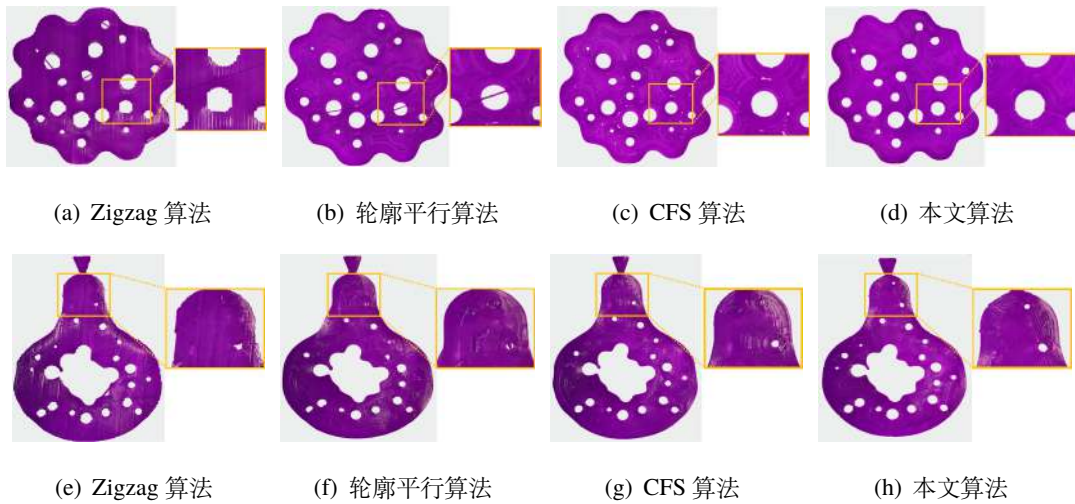 (a) Zigzag 算法
(b) 轮廓平行算法
(c) CFS 算法
(d) 本文算法
(e) Zigzag 算法
(f) 轮廓平行算法
(g) CFS 算法
(h) 本文算法